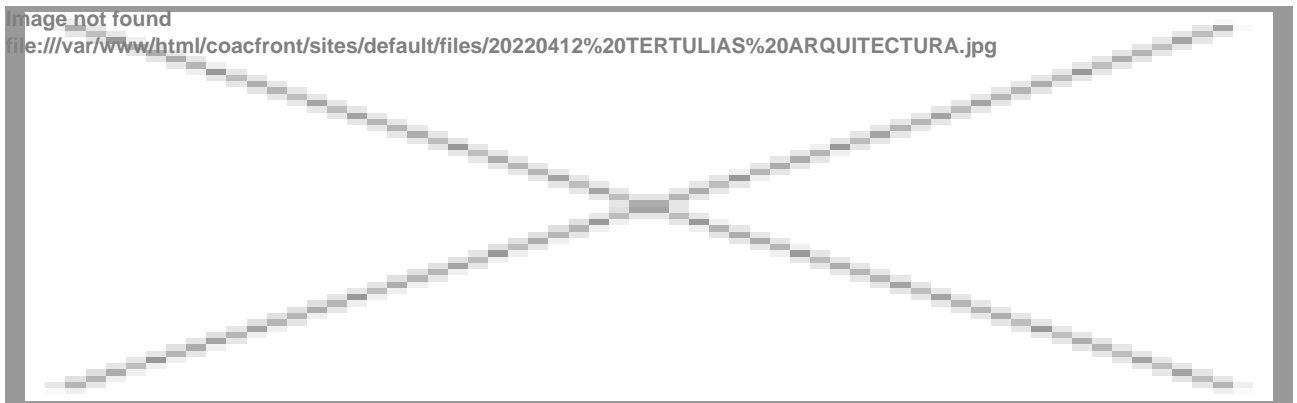 Image not found
file:///var/www/html/coacfront/sites/default/files/20220412%20TERTULIAS%20ARQUITECTURA.jpg